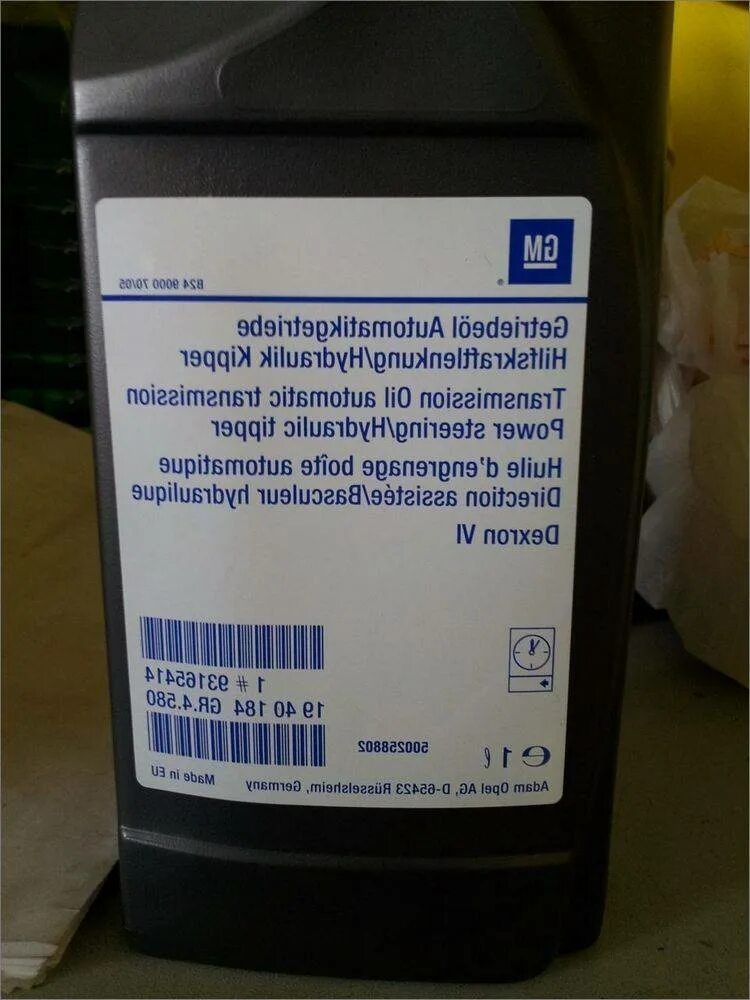 GM
B24 9000 70/05
Getriebeöl Automatikgetriebe
Hilfskraftlenkung/Hydraulik Kipper
Transmission Oil automatic transmission
Power steering/Hydraulic tipper
Huile d'engrenage boîte automatique
Direction assistée/Basculeur hydraulique
Dexron VI
1 # 93165414
19 40 184 GR.4.580
e 1 ℓ
500258802
Adam Opel AG, D-65423 Rüsselsheim, Germany
Made in EU